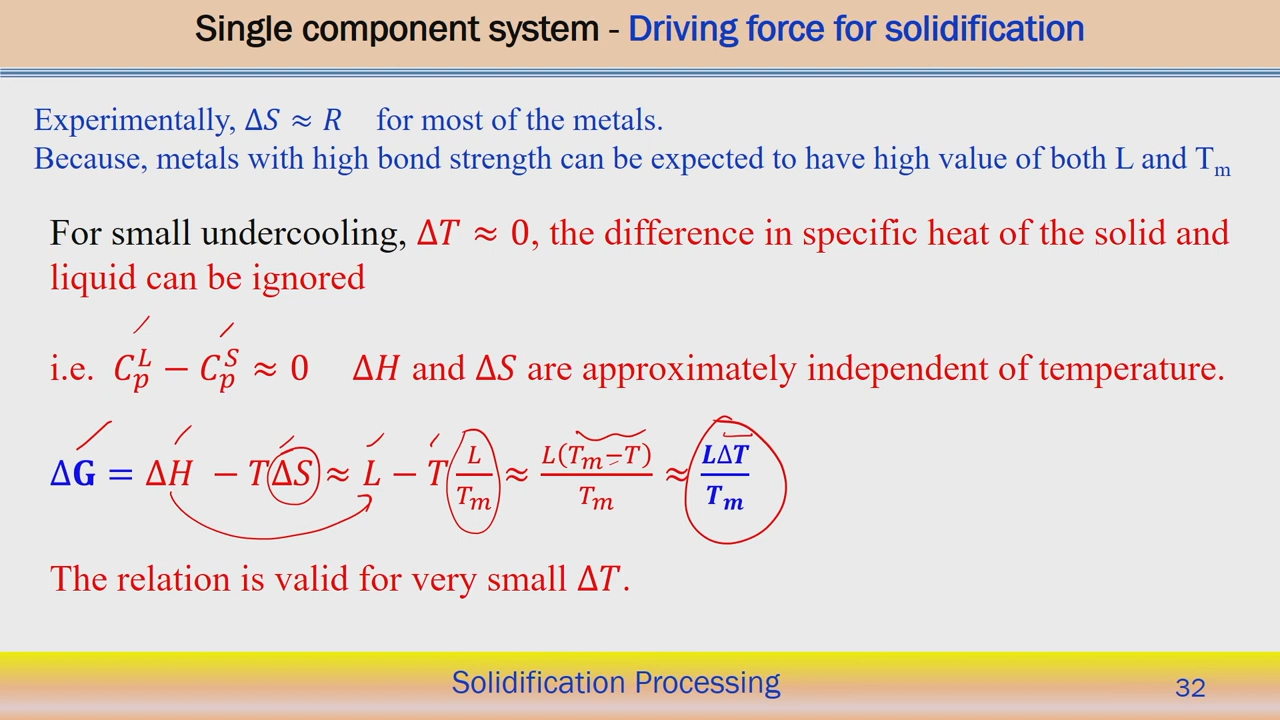 Single component system - Driving force for solidification
Experimentally, ΔS ≈ R for most of the metals.
Because, metals with high bond strength can be expected to have high value of both L and Tₘ
For small undercooling, ΔT ≈ 0, the difference in specific heat of the solid and
liquid can be ignored
i.e. C_p^L − C_p^S ≈ 0 ΔH and ΔS are approximately independent of temperature.
ΔG = ΔH − TΔS ≈ L − T L/Tₘ ≈ L(Tₘ−T)/Tₘ ≈ LΔT/Tₘ
The relation is valid for very small ΔT.
Solidification Processing
32